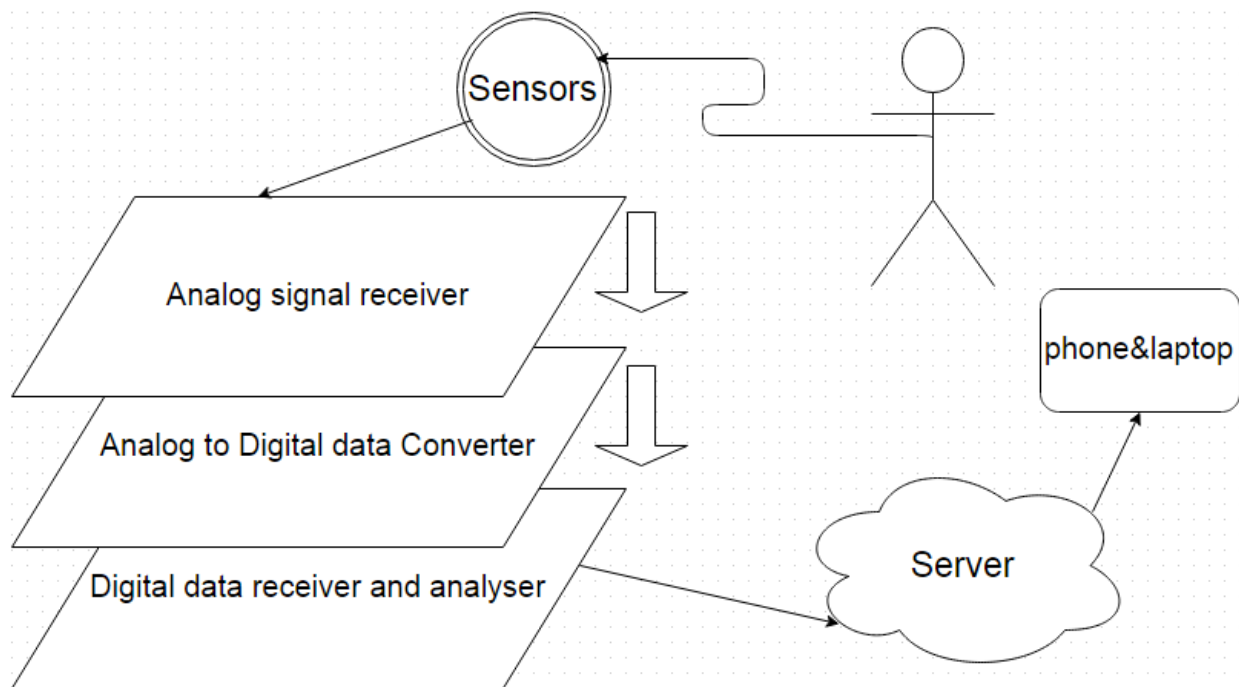 Sensors
Analog signal receiver
phone&laptop
Analog to Digital data Converter
Server
Digital data receiver and analyser